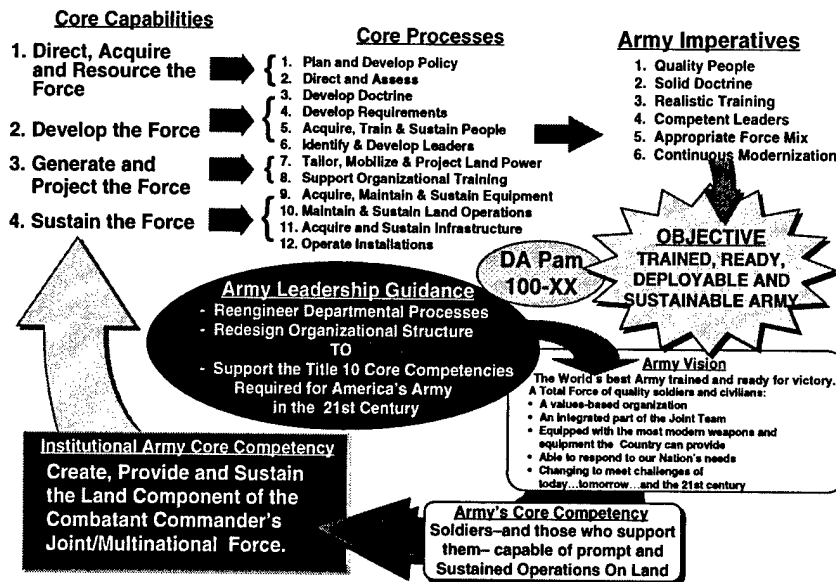 Core Capabilities
1. Direct, Acquire
and Resource the
Force
2. Develop the Force
3. Generate and
Project the Force
4. Sustain the Force
Core Processes
1. Plan and Develop Policy
2. Direct and Assess
3. Develop Doctrine
4. Develop Requirements
5. Acquire, Train & Sustain People
6. Identify & Develop Leaders
7. Tailor, Mobilize & Project Land Power
8. Support Organizational Training
9. Acquire, Maintain & Sustain Equipment
10. Maintain & Sustain Land Operations
11. Acquire and Sustain Infrastructure
12. Operate Installations
Army Imperatives
1. Quality People
2. Solid Doctrine
3. Realistic Training
4. Competent Leaders
5. Appropriate Force Mix
6. Continuous Modernization
OBJECTIVE
TRAINED, READY,
DEPLOYABLE AND
SUSTAINABLE ARMY
DA Pam
100-XX
Army Leadership Guidance
- Reengineer Departmental Processes
- Redesign Organizational Structure
TO
- Support the Title 10 Core Competencies
Required for America's Army
in the 21st Century
Army Vision
The World's best Army trained and ready for victory.
A Total Force of quality soldiers and civilians:
• A values-based organization
• An integrated part of the Joint Team
• Equipped with the most modern weapons and
equipment the Country can provide
• Able to respond to our Nation's needs
• Changing to meet challenges of
today...tomorrow...and the 21st century
Army's Core Competency
Soldiers–and those who support
them– capable of prompt and
Sustained Operations On Land
Institutional Army Core Competency
Create, Provide and Sustain
the Land Component of the
Combatant Commander's
Joint/Multinational Force.